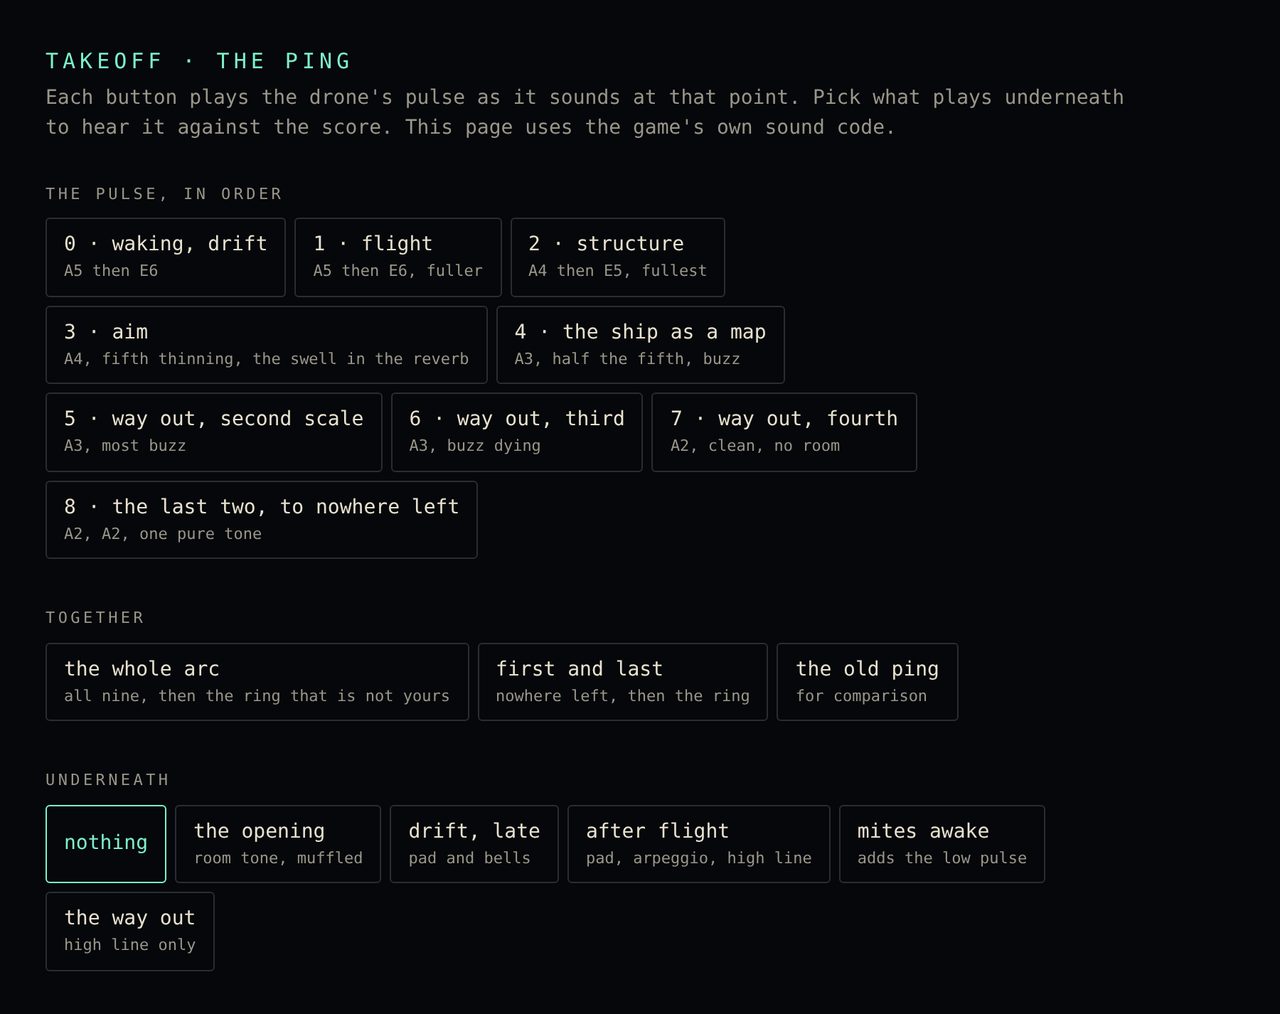 TAKEOFF · THE PING
Each button plays the drone's pulse as it sounds at that point. Pick what plays underneath
to hear it against the score. This page uses the game's own sound code.
THE PULSE, IN ORDER
0 · waking, drift
A5 then E6
1 · flight
A5 then E6, fuller
2 · structure
A4 then E5, fullest
3 · aim
A4, fifth thinning, the swell in the reverb
4 · the ship as a map
A3, half the fifth, buzz
5 · way out, second scale
A3, most buzz
6 · way out, third
A3, buzz dying
7 · way out, fourth
A2, clean, no room
8 · the last two, to nowhere left
A2, A2, one pure tone
TOGETHER
the whole arc
all nine, then the ring that is not yours
first and last
nowhere left, then the ring
the old ping
for comparison
UNDERNEATH
nothing
the opening
room tone, muffled
drift, late
pad and bells
after flight
pad, arpeggio, high line
mites awake
adds the low pulse
the way out
high line only